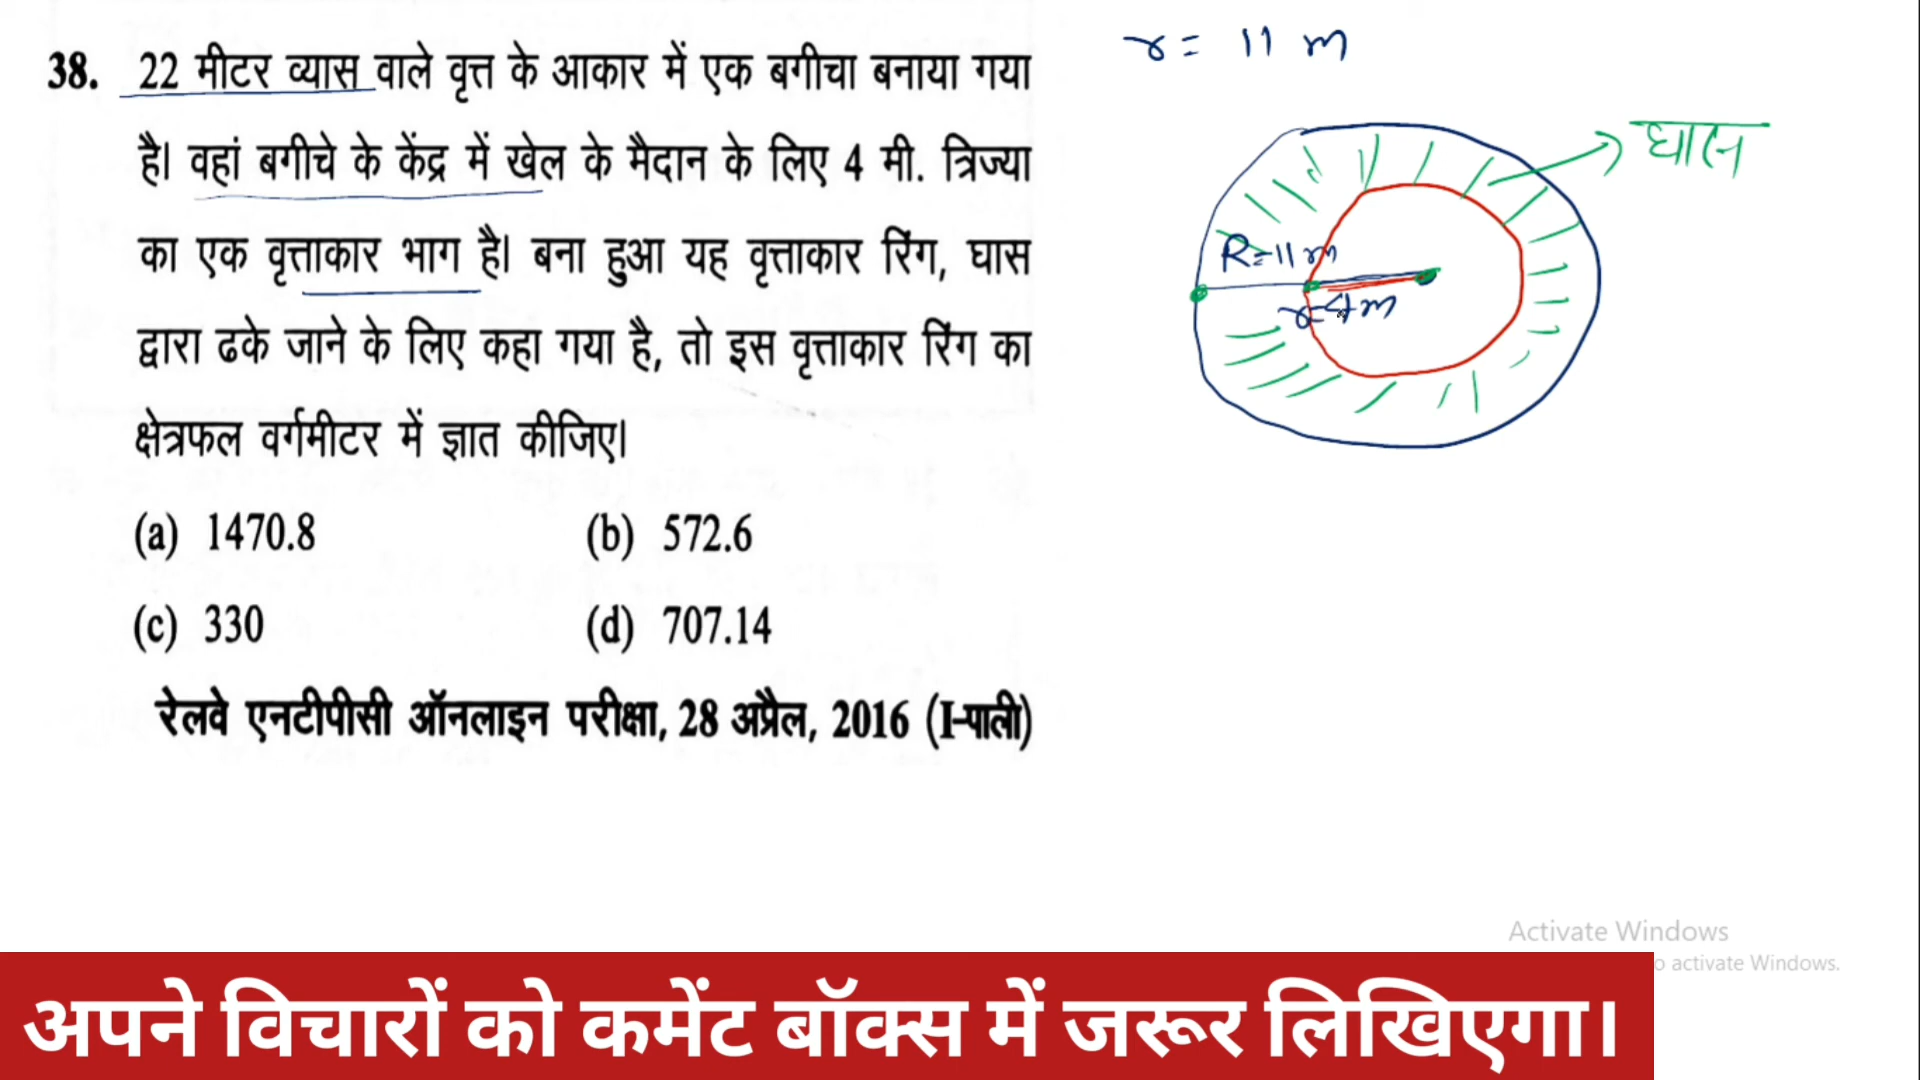 38. 22 मीटर व्यास वाले वृत्त के आकार में एक बगीचा बनाया गया
है। वहां बगीचे के केंद्र में खेल के मैदान के लिए 4 मी. त्रिज्या
का एक वृत्ताकार भाग है। बना हुआ यह वृत्ताकार रिंग, घास
द्वारा ढके जाने के लिए कहा गया है, तो इस वृत्ताकार रिंग का
क्षेत्रफल वर्गमीटर में ज्ञात कीजिए।
(a) 1470.8 (b) 572.6
(c) 330 (d) 707.14
रेलवे एनटीपीसी ऑनलाइन परीक्षा, 28 अप्रैल, 2016 (I-पाली)
r = 11 m
घास
R=11m
r=4m
Activate Windows
o activate Windows.
अपने विचारों को कमेंट बॉक्स में जरूर लिखिएगा।